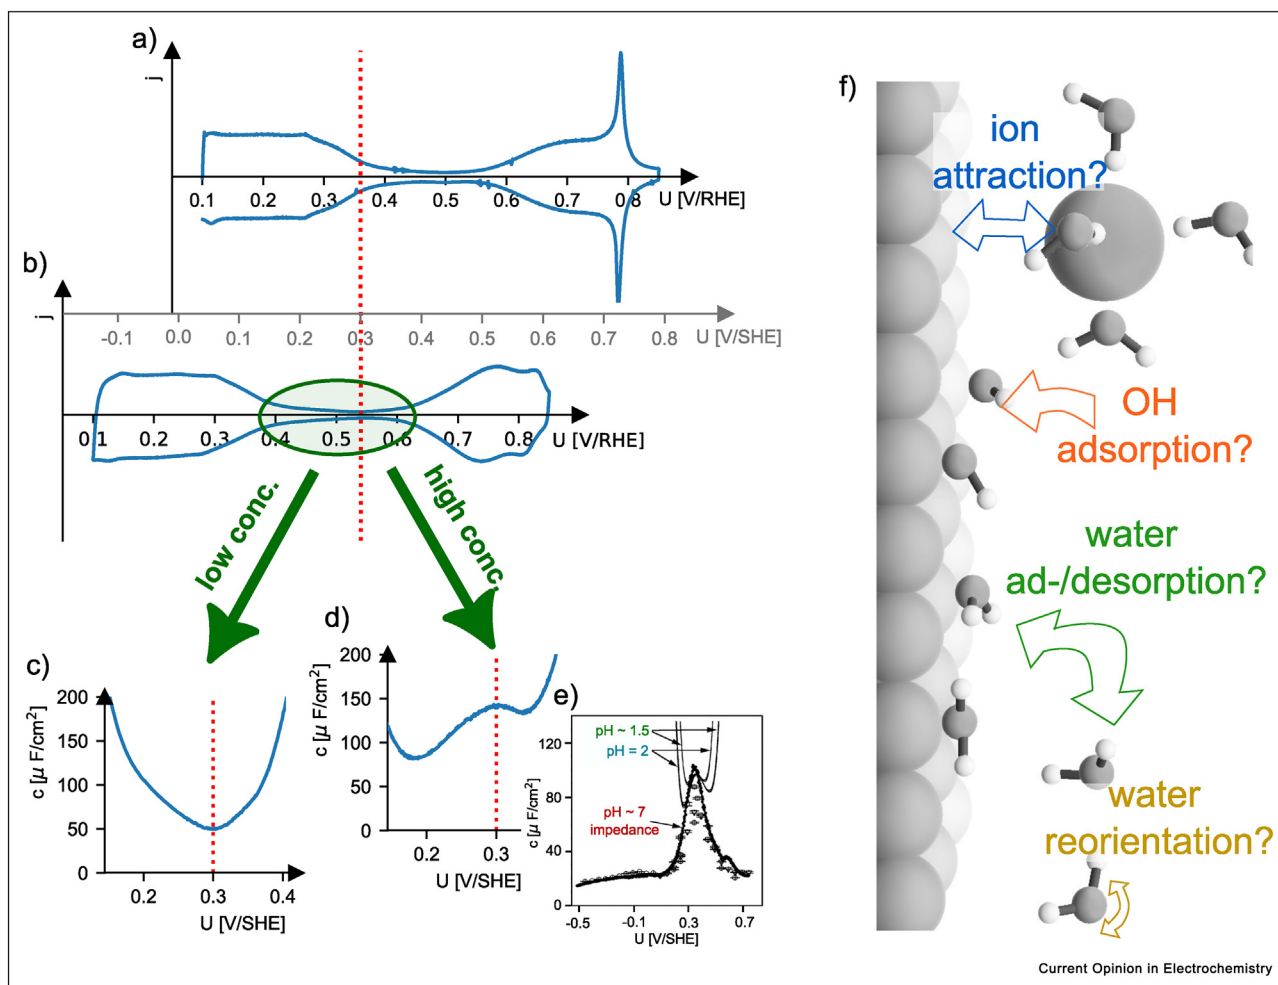 a)
j
0.1 0.2 0.3 0.4 0.5 0.6 0.7 0.8
U [V/RHE]
b)
j
-0.1 0.0 0.1 0.2 0.3 0.4 0.5 0.6 0.7 0.8
U [V/SHE]
0.1 0.2 0.3 0.4 0.5 0.6 0.7 0.8
U [V/RHE]
low conc.
high conc.
c)
c [μ F/cm²]
200
150
100
50
0
0.2 0.3 0.4
U [V/SHE]
d)
c [μ F/cm²]
200
150
100
50
0
0.2 0.3
U [V/SHE]
e)
c [μ F/cm²]
120
80
40
0
pH ~ 1.5
pH = 2
pH ~ 7
impedance
-0.5 -0.1 0.3 0.7
U [V/SHE]
f)
ion
attraction?
OH
adsorption?
water
ad-/desorption?
water
reorientation?
Current Opinion in Electrochemistry